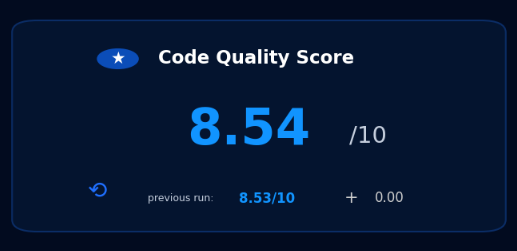 Code Quality Score
8.54 /10
previous run: 8.53/10 + 0.00